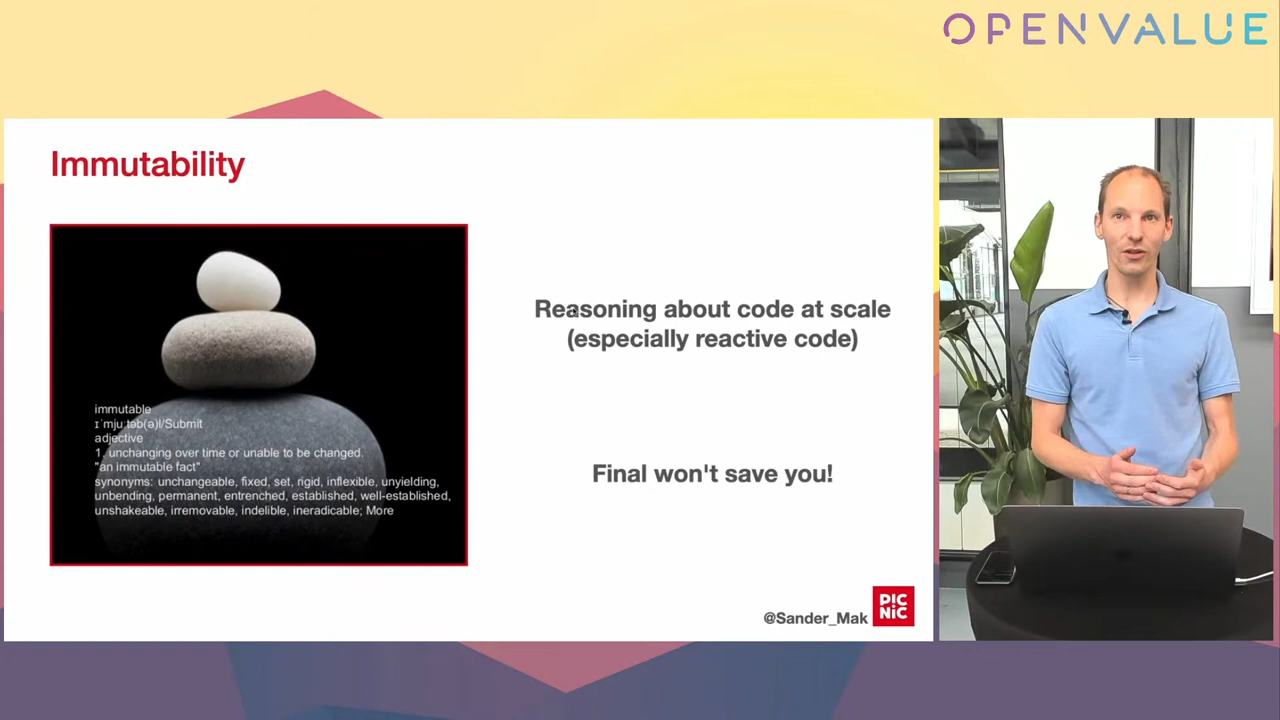 OPENVALUE
Immutability
immutable
ɪˈmjuːtəb(ə)l/Submit
adjective
1. unchanging over time or unable to be changed.
"an immutable fact"
synonyms: unchangeable, fixed, set, rigid, inflexible, unyielding,
unbending, permanent, entrenched, established, well-established,
unshakeable, irremovable, indelible, ineradicable; More
Reasoning about code at scale
(especially reactive code)
Final won't save you!
@Sander_Mak
PIC
NIC